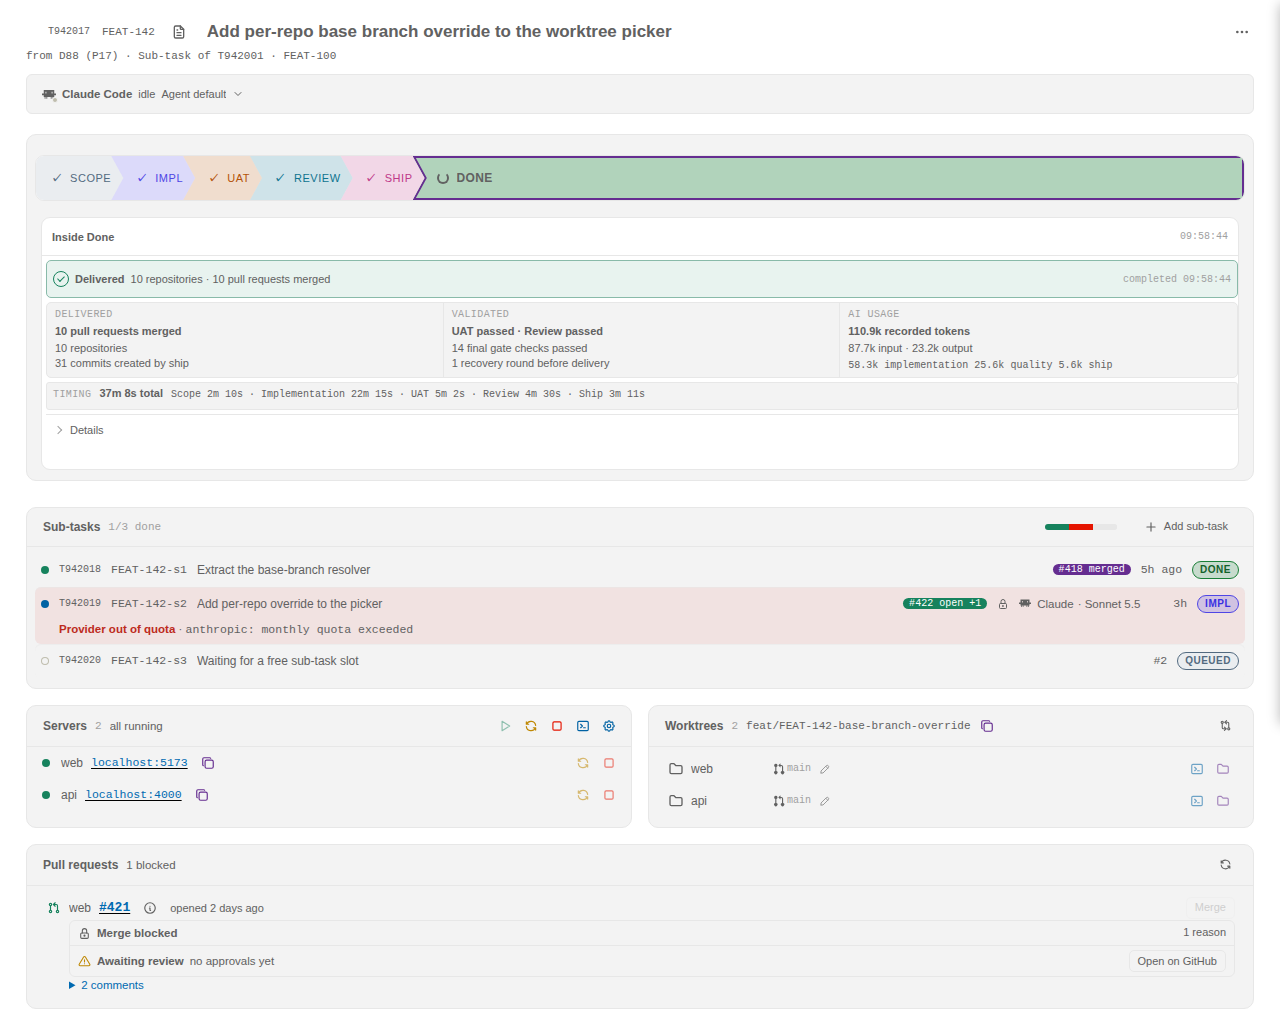 T942017 FEAT-142 Add per-repo base branch override to the worktree picker
from D88 (P17) · Sub-task of T942001 · FEAT-100
Claude Code idle Agent default
SCOPE IMPL UAT REVIEW SHIP DONE
Inside Done 09:58:44
Delivered 10 repositories · 10 pull requests merged completed 09:58:44
DELIVERED
10 pull requests merged
10 repositories
31 commits created by ship
VALIDATED
UAT passed · Review passed
14 final gate checks passed
1 recovery round before delivery
AI USAGE
110.9k recorded tokens
87.7k input · 23.2k output
58.3k implementation 25.6k quality 5.6k ship
TIMING 37m 8s total Scope 2m 10s · Implementation 22m 15s · UAT 5m 2s · Review 4m 30s · Ship 3m 11s
Details
Sub-tasks 1/3 done Add sub-task
T942018 FEAT-142-s1 Extract the base-branch resolver #418 merged 5h ago DONE
T942019 FEAT-142-s2 Add per-repo override to the picker #422 open +1 Claude · Sonnet 5.5 3h IMPL
Provider out of quota · anthropic: monthly quota exceeded
T942020 FEAT-142-s3 Waiting for a free sub-task slot #2 QUEUED
Servers 2 all running
web localhost:5173
api localhost:4000
Worktrees 2 feat/FEAT-142-base-branch-override
web main
api main
Pull requests 1 blocked
web #421 opened 2 days ago Merge
Merge blocked 1 reason
Awaiting review no approvals yet Open on GitHub
2 comments